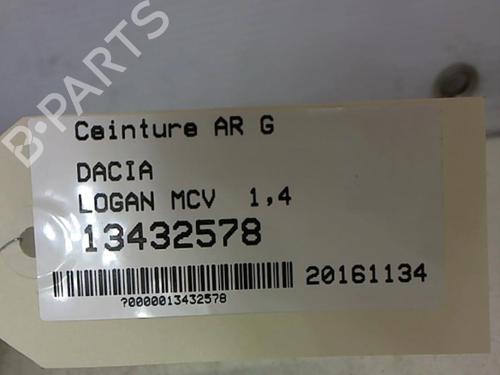 B-PARTS
Ceinture AR G
DACIA
LOGAN MCV 1,4
13432578
20161134
?0000013432578